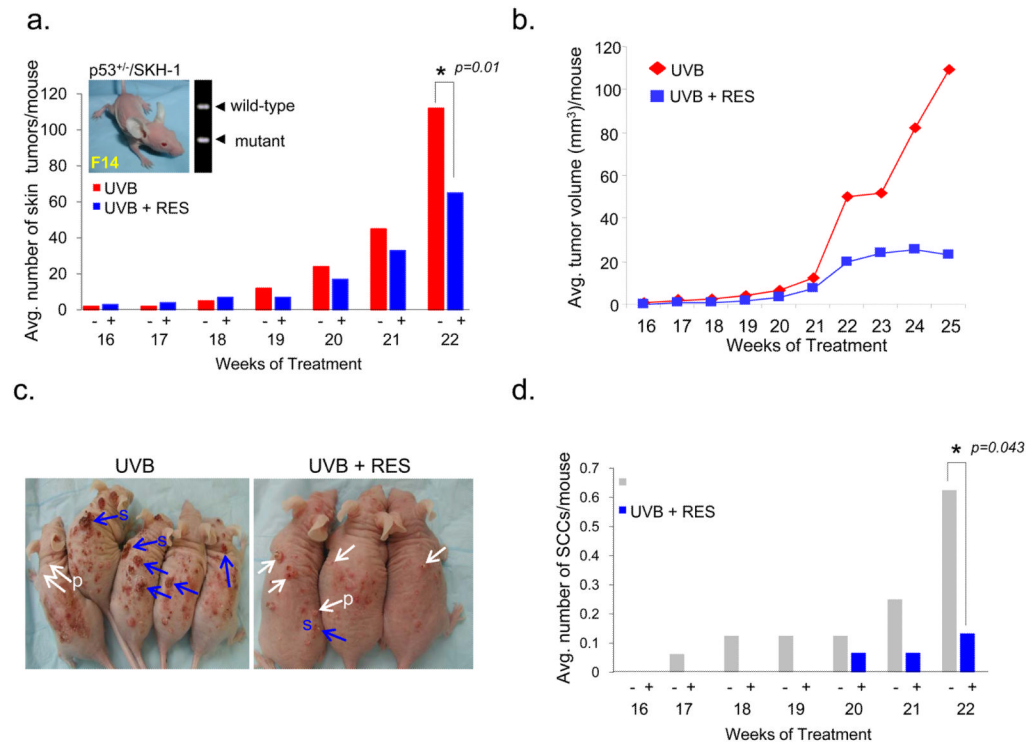 a.
p53+/-/SKH-1
wild-type
mutant
F14
* p=0.01
UVB
UVB + RES
Avg. number of skin tumors/mouse
120
100
80
60
40
20
0
- + - + - + - + - + - + - +
16 17 18 19 20 21 22
Weeks of Treatment
b.
UVB
UVB + RES
Avg. tumor volume (mm³)/mouse
120
100
80
60
40
20
0
16 17 18 19 20 21 22 23 24 25
Weeks of Treatment
c.
UVB
UVB + RES
s
s
p
p
s
d.
* p=0.043
UVB + RES
Avg. number of SCCs/mouse
0.7
0.6
0.5
0.4
0.3
0.2
0.1
0
- + - + - + - + - + - + - +
16 17 18 19 20 21 22
Weeks of Treatment